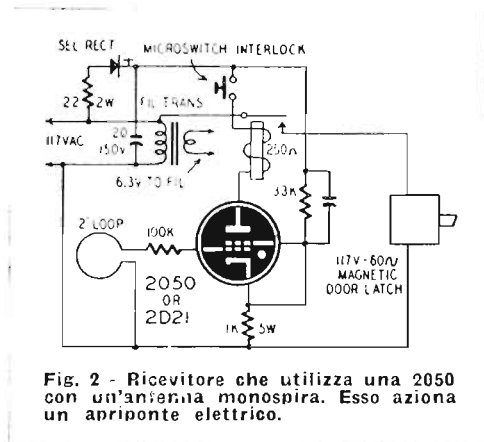 SEL RECT
MICROSWITCH INTERLOCK
22
2W
FIL TRANS
117VAC
20
150V
6.3V TO FIL
250Ω
33K
2" LOOP
100K
2050
OR
2D21
1K
5W
117V-60∿
MAGNETIC
DOOR LATCH
Fig. 2 - Ricevitore che utilizza una 2050
con un'antenna monospira. Esso aziona
un apriponte elettrico.